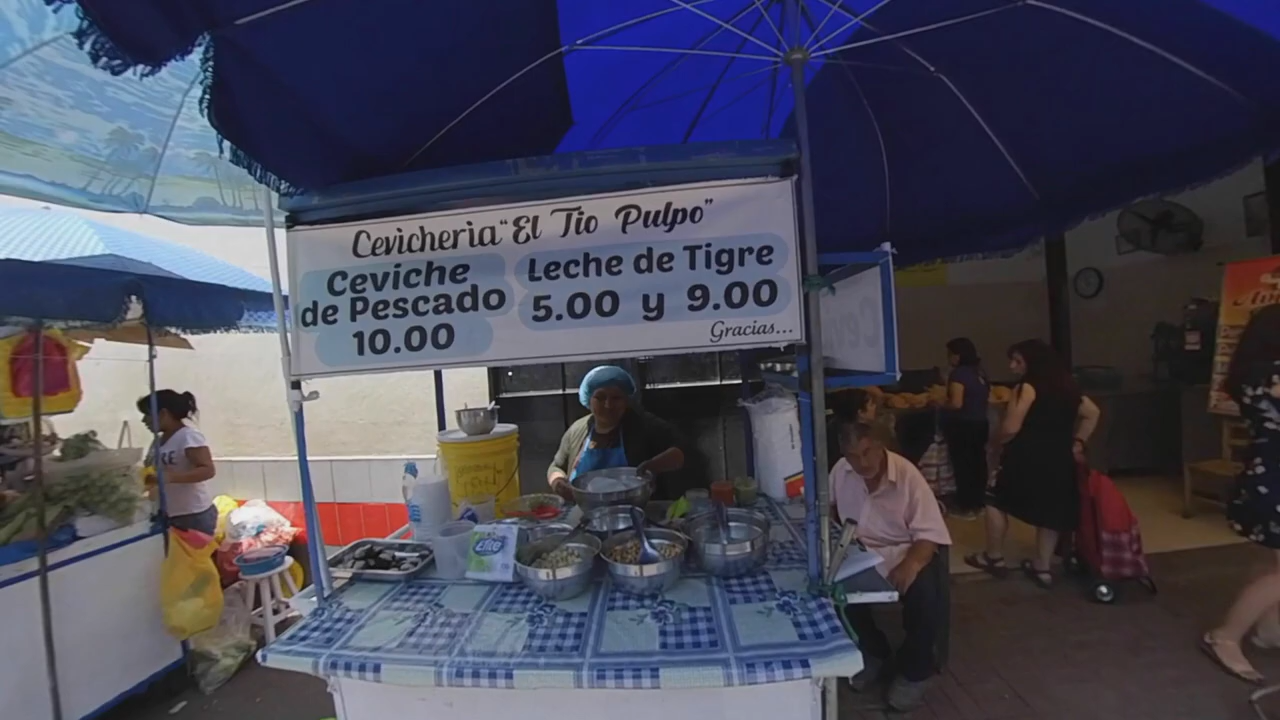 Cevicheria "El Tio Pulpo"
Ceviche
de Pescado
10.00
Leche de Tigre
5.00 y 9.00
Gracias...
Elite